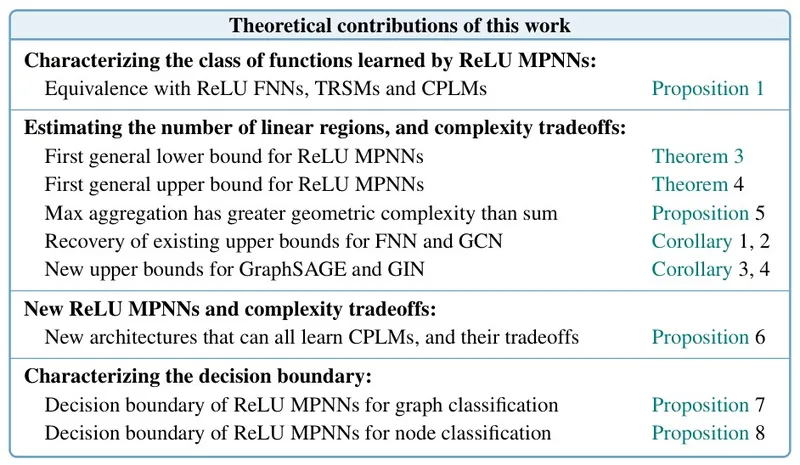 Theoretical contributions of this work
Characterizing the class of functions learned by ReLU MPNNs:
Equivalence with ReLU FNNs, TRSMs and CPLMs Proposition 1
Estimating the number of linear regions, and complexity tradeoffs:
First general lower bound for ReLU MPNNs Theorem 3
First general upper bound for ReLU MPNNs Theorem 4
Max aggregation has greater geometric complexity than sum Proposition 5
Recovery of existing upper bounds for FNN and GCN Corollary 1, 2
New upper bounds for GraphSAGE and GIN Corollary 3, 4
New ReLU MPNNs and complexity tradeoffs:
New architectures that can all learn CPLMs, and their tradeoffs Proposition 6
Characterizing the decision boundary:
Decision boundary of ReLU MPNNs for graph classification Proposition 7
Decision boundary of ReLU MPNNs for node classification Proposition 8